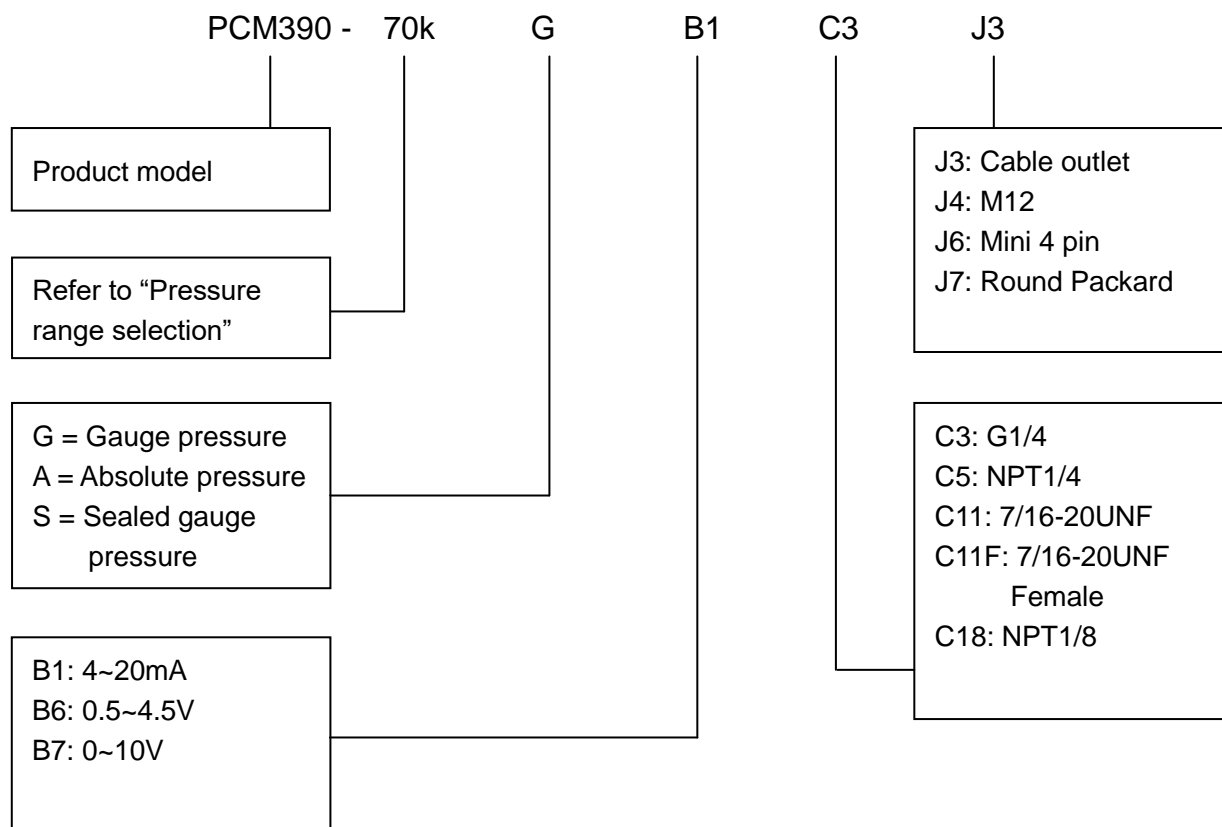 PCM390 - 70k G B1 C3 J3
Product model
Refer to “Pressure
range selection”
G = Gauge pressure
A = Absolute pressure
S = Sealed gauge
pressure
B1: 4~20mA
B6: 0.5~4.5V
B7: 0~10V
J3: Cable outlet
J4: M12
J6: Mini 4 pin
J7: Round Packard
C3: G1/4
C5: NPT1/4
C11: 7/16-20UNF
C11F: 7/16-20UNF
Female
C18: NPT1/8